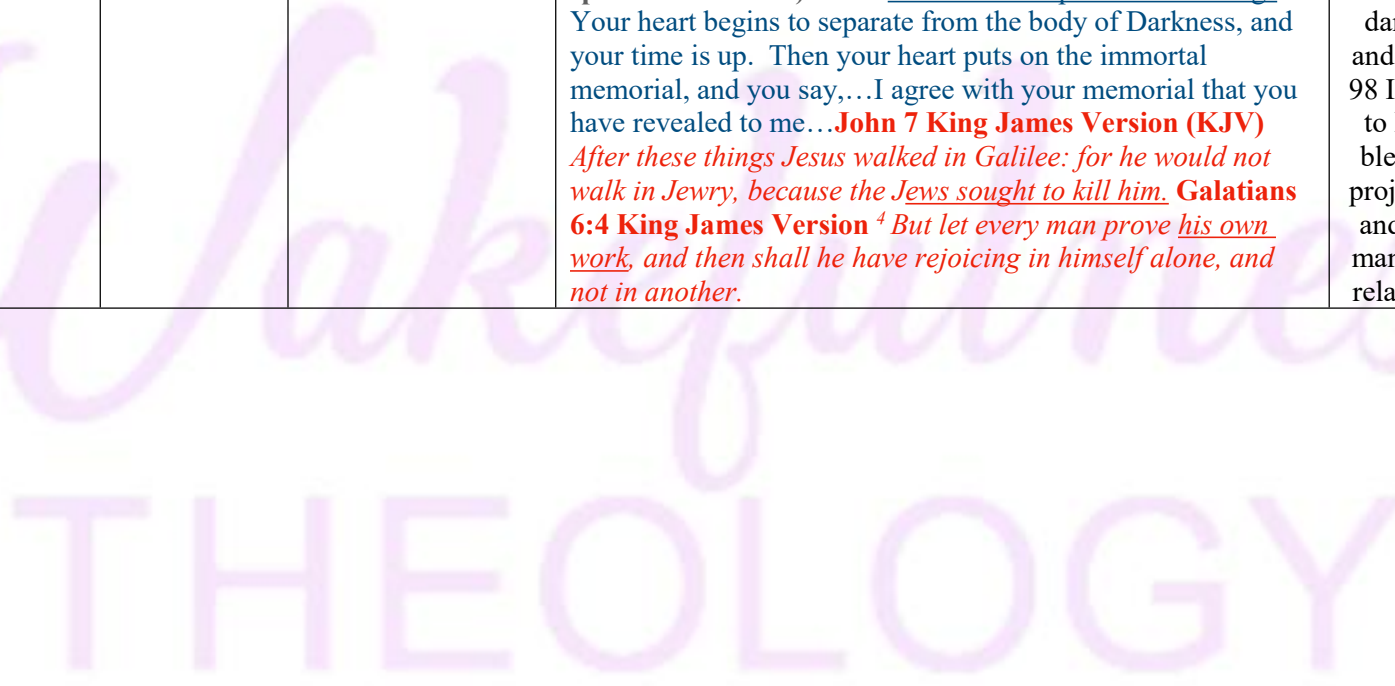 Your heart begins to separate from the body of Darkness, and
your time is up.  Then your heart puts on the immortal
memorial, and you say,…I agree with your memorial that you
have revealed to me…John 7 King James Version (KJV)
After these things Jesus walked in Galilee: for he would not
walk in Jewry, because the Jews sought to kill him. Galatians
6:4 King James Version 4 But let every man prove his own
work, and then shall he have rejoicing in himself alone, and
not in another.
and
98
to
and
THEOLOGY